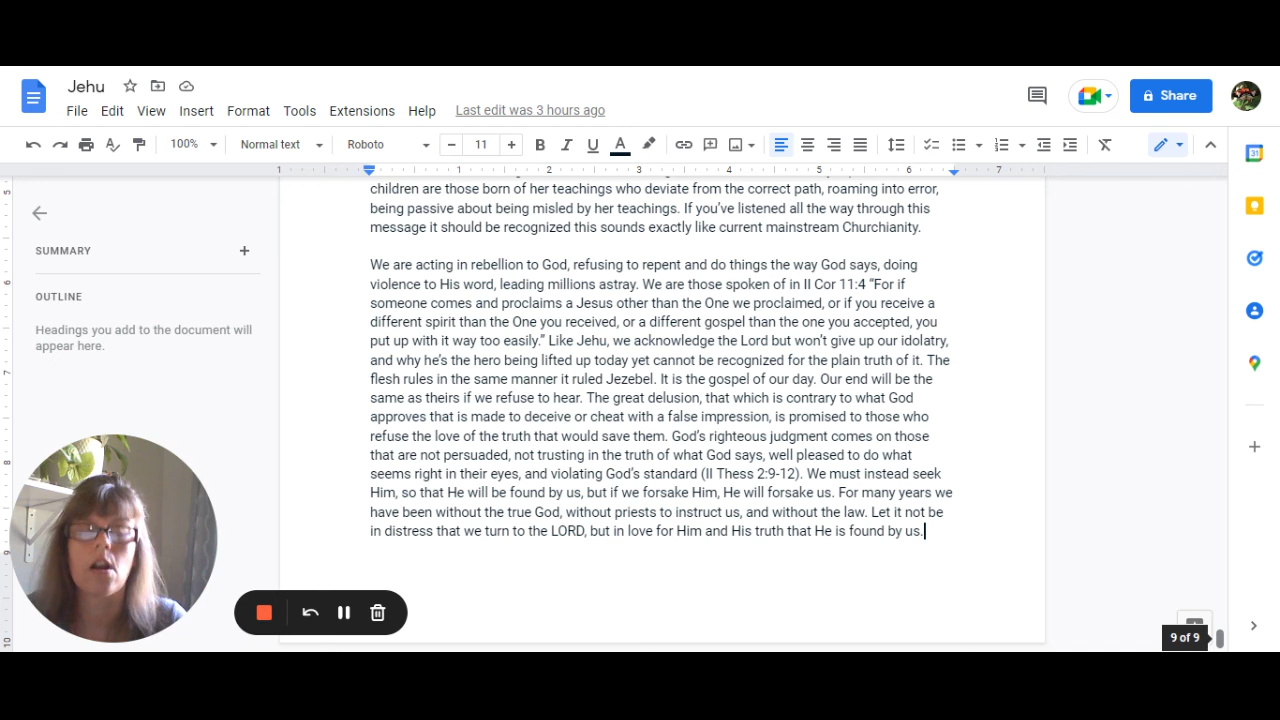 Jehu
File Edit View Insert Format Tools Extensions Help Last edit was 3 hours ago
Share
100% Normal text Roboto 11
1 1 2 3 4 5 6 7
children are those born of her teachings who deviate from the correct path, roaming into error,
being passive about being misled by her teachings. If you've listened all the way through this
message it should be recognized this sounds exactly like current mainstream Churchianity.
SUMMARY
OUTLINE
Headings you add to the document will
appear here.
We are acting in rebellion to God, refusing to repent and do things the way God says, doing
violence to His word, leading millions astray. We are those spoken of in II Cor 11:4 “For if
someone comes and proclaims a Jesus other than the One we proclaimed, or if you receive a
different spirit than the One you received, or a different gospel than the one you accepted, you
put up with it way too easily.” Like Jehu, we acknowledge the Lord but won't give up our idolatry,
and why he's the hero being lifted up today yet cannot be recognized for the plain truth of it. The
flesh rules in the same manner it ruled Jezebel. It is the gospel of our day. Our end will be the
same as theirs if we refuse to hear. The great delusion, that which is contrary to what God
approves that is made to deceive or cheat with a false impression, is promised to those who
refuse the love of the truth that would save them. God's righteous judgment comes on those
that are not persuaded, not trusting in the truth of what God says, well pleased to do what
seems right in their eyes, and violating God's standard (II Thess 2:9-12). We must instead seek
Him, so that He will be found by us, but if we forsake Him, He will forsake us. For many years we
have been without the true God, without priests to instruct us, and without the law. Let it not be
in distress that we turn to the LORD, but in love for Him and His truth that He is found by us.
5
6
7
8
9
10
31
9 of 9